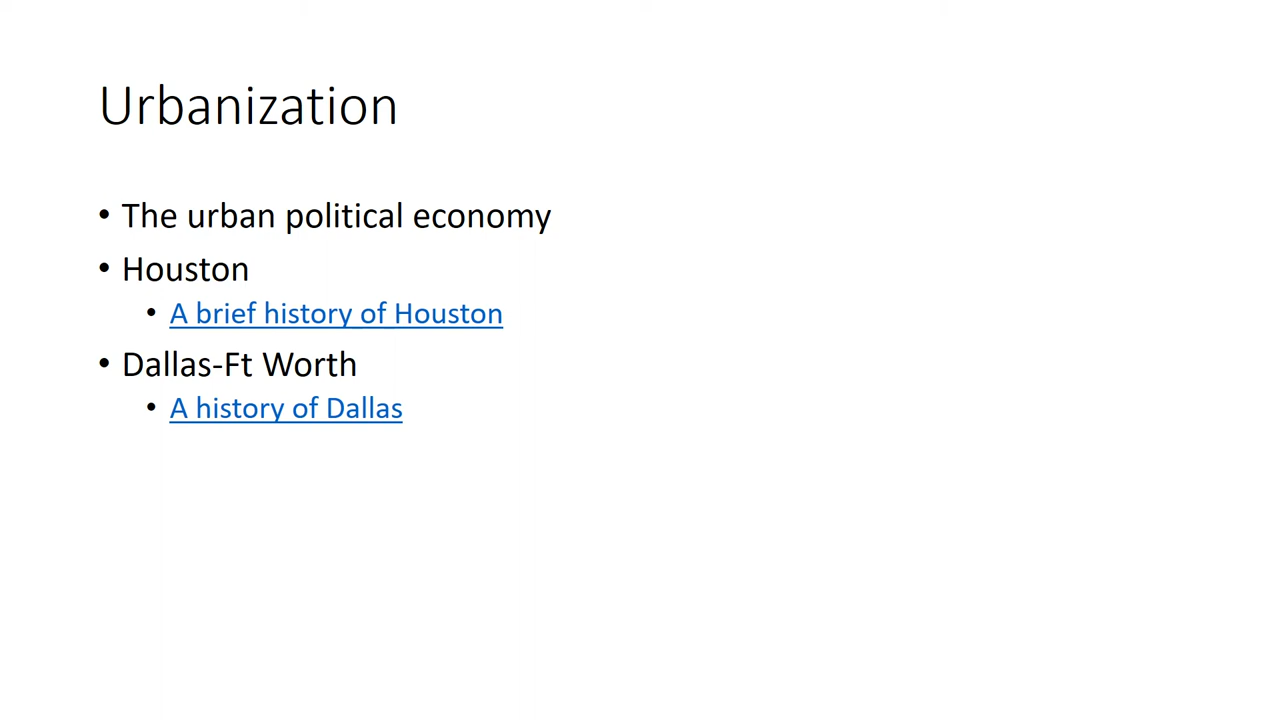 Urbanization
• The urban political economy
• Houston
• A brief history of Houston
• Dallas-Ft Worth
• A history of Dallas